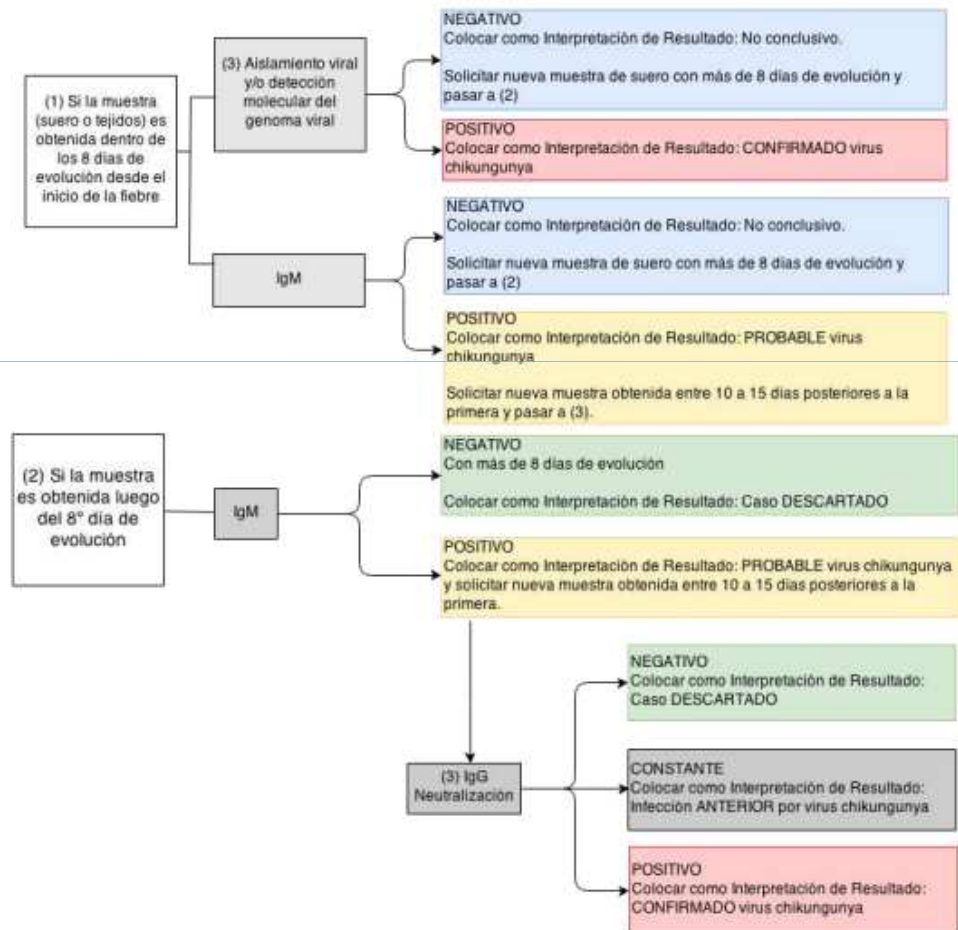 (1) Si la muestra
(suero o tejidos) es
obtenida dentro de
los 8 días de
evolución desde el
inicio de la fiebre
(3) Aislamiento viral
y/o detección
molecular del
genoma viral
NEGATIVO
Colocar como Interpretación de Resultado: No conclusivo.
Solicitar nueva muestra de suero con más de 8 días de evolución y
pasar a (2)
POSITIVO
Colocar como Interpretación de Resultado: CONFIRMADO virus
chikungunya
IgM
NEGATIVO
Colocar como Interpretación de Resultado: No conclusivo.
Solicitar nueva muestra de suero con más de 8 días de evolución y
pasar a (2)
POSITIVO
Colocar como Interpretación de Resultado: PROBABLE virus
chikungunya
Solicitar nueva muestra obtenida entre 10 a 15 días posteriores a la
primera y pasar a (3).
(2) Si la muestra
es obtenida luego
del 8° día de
evolución
IgM
NEGATIVO
Con más de 8 días de evolución
Colocar como Interpretación de Resultado: Caso DESCARTADO
POSITIVO
Colocar como Interpretación de Resultado: PROBABLE virus chikungunya
y solicitar nueva muestra obtenida entre 10 a 15 días posteriores a la
primera.
(3) IgG
Neutralización
NEGATIVO
Colocar como Interpretación de Resultado:
Caso DESCARTADO
CONSTANTE
Colocar como Interpretación de Resultado:
Infección ANTERIOR por virus chikungunya
POSITIVO
Colocar como Interpretación de Resultado:
CONFIRMADO virus chikungunya